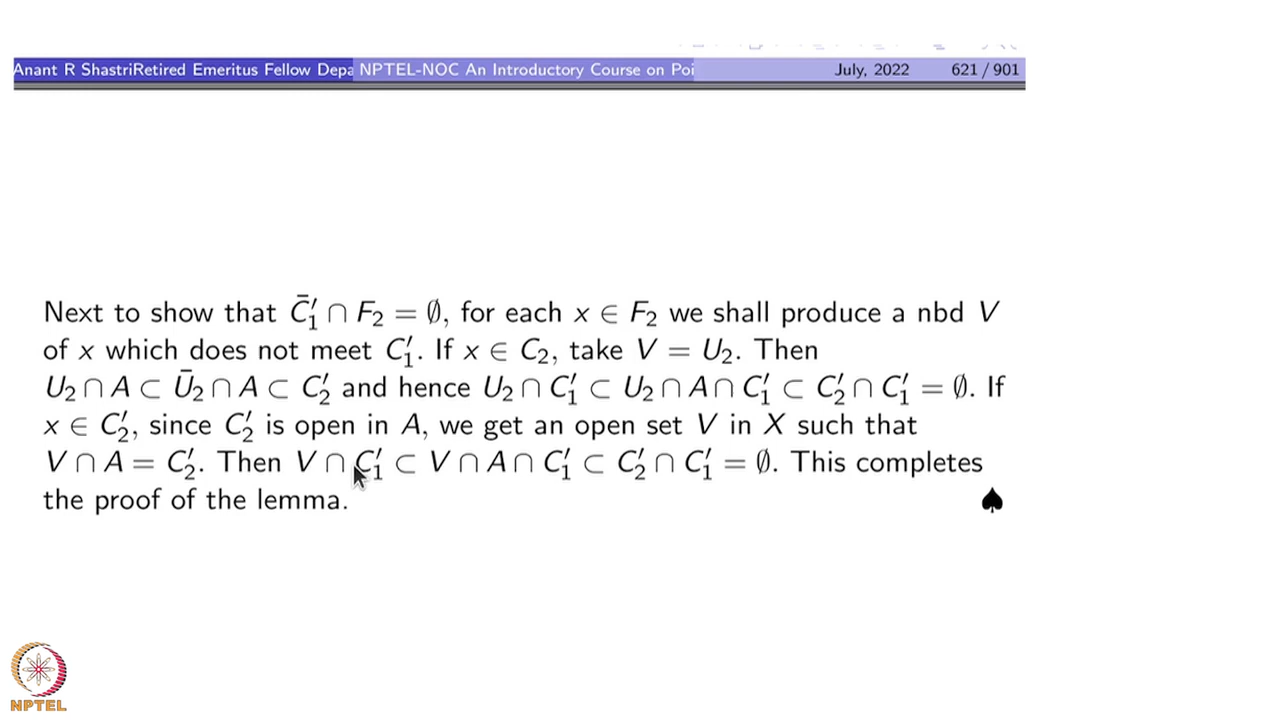 Anant R ShastriRetired Emeritus Fellow Depa NPTEL-NOC An Introductory Course on Poi July, 2022 621 / 901
Next to show that C̄′₁ ∩ F₂ = ∅, for each x ∈ F₂ we shall produce a nbd V
of x which does not meet C′₁. If x ∈ C₂, take V = U₂. Then
U₂ ∩ A ⊂ Ū₂ ∩ A ⊂ C′₂ and hence U₂ ∩ C′₁ ⊂ U₂ ∩ A ∩ C′₁ ⊂ C′₂ ∩ C′₁ = ∅. If
x ∈ C′₂, since C′₂ is open in A, we get an open set V in X such that
V ∩ A = C′₂. Then V ∩ C′₁ ⊂ V ∩ A ∩ C′₁ ⊂ C′₂ ∩ C′₁ = ∅. This completes
the proof of the lemma. ♠
NPTEL